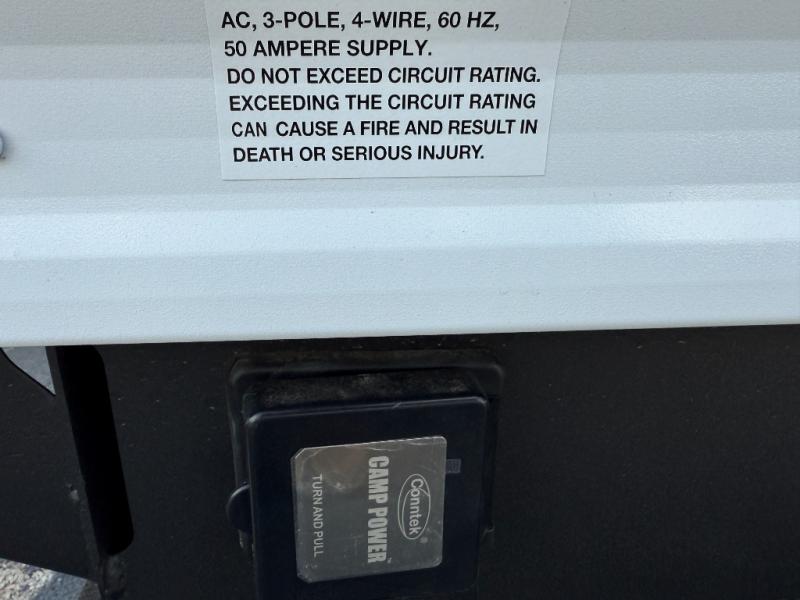 AC, 3-POLE, 4-WIRE, 60 HZ,
50 AMPERE SUPPLY.
DO NOT EXCEED CIRCUIT RATING.
EXCEEDING THE CIRCUIT RATING
CAN CAUSE A FIRE AND RESULT IN
DEATH OR SERIOUS INJURY.
Conntek®
CAMP POWER™
TURN AND PULL